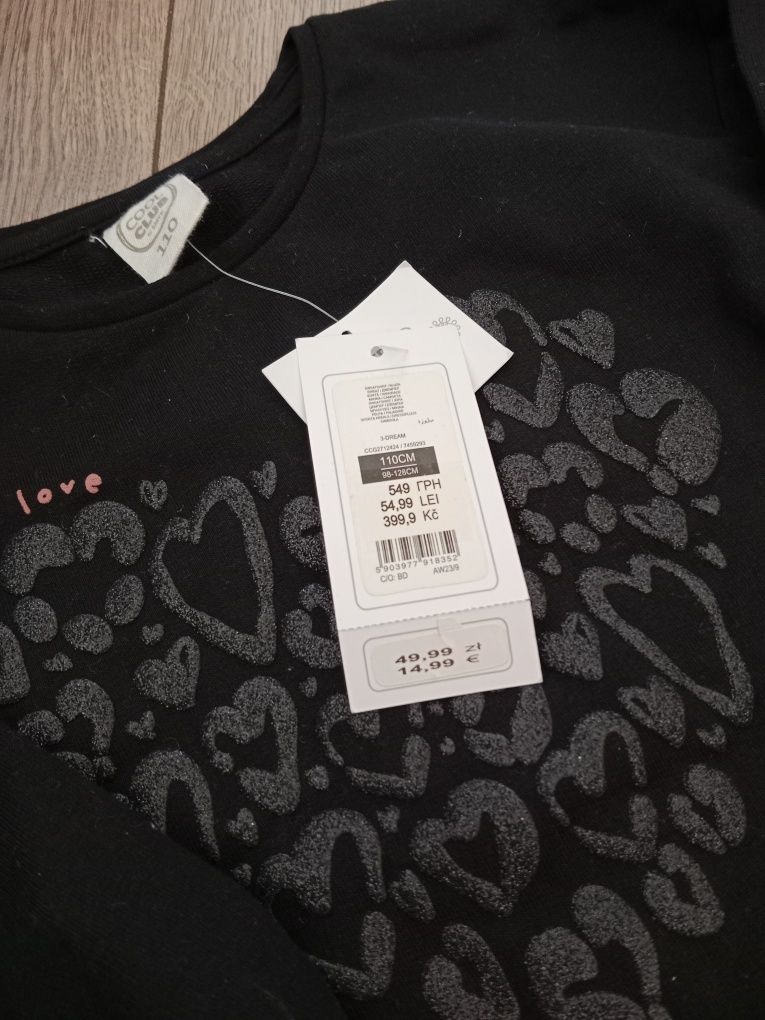 COOL
CLUB
110
love
3-DREAM
CCG2712424 / 7455293
110CM
98-128CM
549 ГРН
54,99 LEI
399,9 Kč
5 903977 918352
C/O: BD AW23/9
49,99 zł
14,99 €